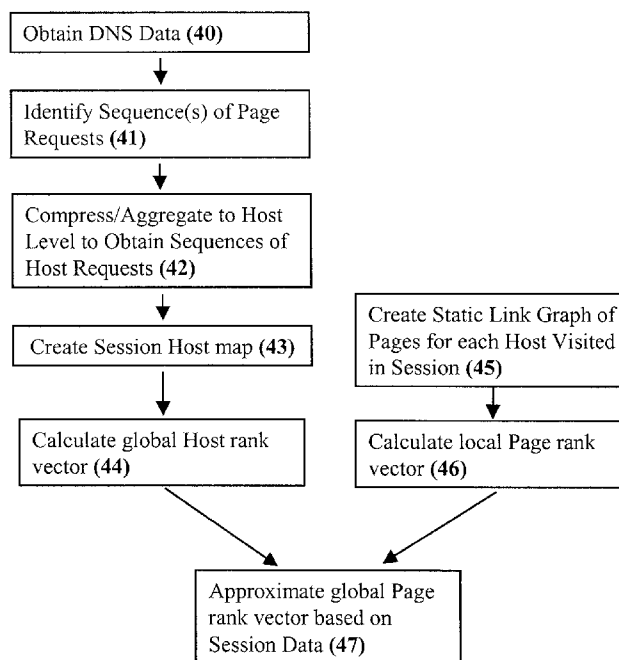 Obtain DNS Data (40)
Identify Sequence(s) of Page
Requests (41)
Compress/Aggregate to Host
Level to Obtain Sequences of
Host Requests (42)
Create Session Host map (43)
Calculate global Host rank
vector (44)
Create Static Link Graph of
Pages for each Host Visited
in Session (45)
Calculate local Page rank
vector (46)
Approximate global Page
rank vector based on
Session Data (47)